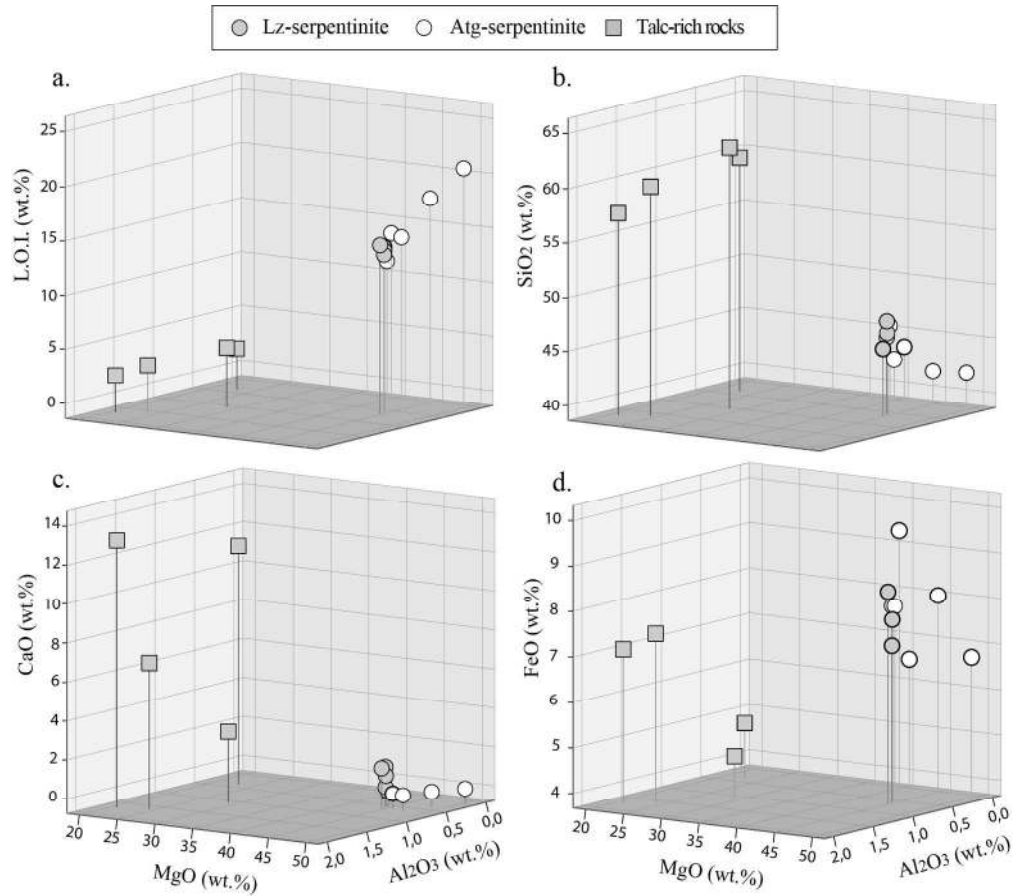 Lz-serpentinite Atg-serpentinite Talc-rich rocks
a.
25
20
15
10
5
0
L.O.I. (wt.%)
b.
65
60
55
50
45
40
SiO2 (wt.%)
c.
14
12
10
8
6
4
2
0
CaO (wt.%)
20 25 30 35 40 45 50
MgO (wt.%)
2,0 1,5 1,0 0,5 0,0
Al2O3 (wt.%)
d.
10
9
8
7
6
5
4
FeO (wt.%)
20 25 30 35 40 45 50
MgO (wt.%)
2,0 1,5 1,0 0,5 0,0
Al2O3 (wt.%)